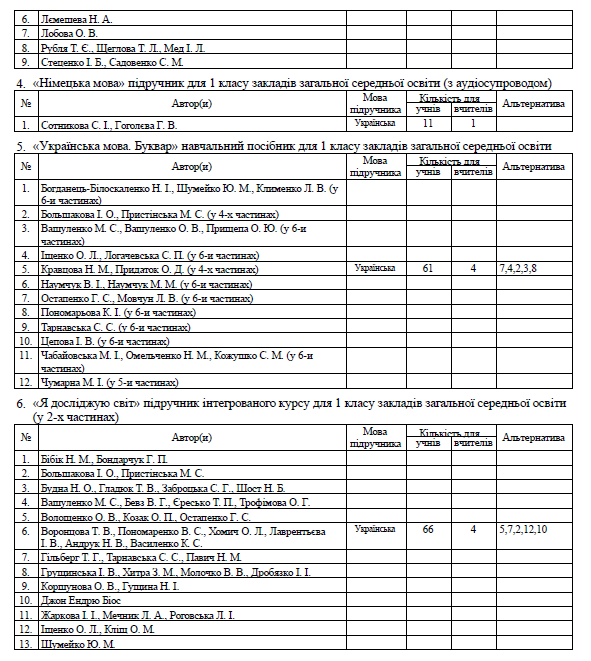 6. Лємешева Н. А.
7. Лобова О. В.
8. Рубля Т. Є., Щеглова Т. Л., Мед І. Л.
9. Стеценко І. Б., Садовенко С. М.
4. «Німецька мова» підручник для 1 класу закладів загальної середньої освіти (з аудіосупроводом)
№ Автор(и) Мова підручника Кількість для учнів вчителів Альтернатива
1. Сотникова С. І., Гоголєва Г. В. Українська 11 1
5. «Українська мова. Буквар» навчальний посібник для 1 класу закладів загальної середньої освіти
№ Автор(и) Мова підручника Кількість для учнів вчителів Альтернатива
1. Богданець-Білоскаленко Н. І., Шумейко Ю. М., Клименко Л. В. (у
6-и частинах)
2. Большакова І. О., Пристінська М. С. (у 4-х частинах)
3. Вашуленко М. С., Вашуленко О. В., Прищепа О. Ю. (у 6-и
частинах)
4. Іщенко О. Л., Логачевська С. П. (у 6-и частинах)
5. Кравцова Н. М., Придаток О. Д. (у 4-х частинах) Українська 61 4 7,4,2,3,8
6. Наумчук В. І., Наумчук М. М. (у 6-и частинах)
7. Остапенко Г. С., Мовчун Л. В. (у 6-и частинах)
8. Пономарьова К. І. (у 6-и частинах)
9. Тарнавська С. С. (у 6-и частинах)
10. Цепова І. В. (у 6-и частинах)
11. Чабайовська М. І., Омельченко Н. М., Кожушко С. М. (у 6-и
частинах)
12. Чумарна М. І. (у 5-и частинах)
6. «Я досліджую світ» підручник інтегрованого курсу для 1 класу закладів загальної середньої освіти
(у 2-х частинах)
№ Автор(и) Мова підручника Кількість для учнів вчителів Альтернатива
1. Бібік Н. М., Бондарчук Г. П.
2. Большакова І. О., Пристінська М. С.
3. Будна Н. О., Гладюк Т. В., Заброцька С. Г., Шост Н. Б.
4. Вашуленко М. С., Бевз В. Г., Єресько Т. П., Трофімова О. Г.
5. Волощенко О. В., Козак О. П., Остапенко Г. С.
6. Воронцова Т. В., Пономаренко В. С., Хомич О. Л., Лаврентьєва
І. В., Андрук Н. В., Василенко К. С. Українська 66 4 5,7,2,12,10
7. Гільберг Т. Г., Тарнавська С. С., Павич Н. М.
8. Грущинська І. В., Хитра З. М., Молочко В. В., Дробязко І. І.
9. Коршунова О. В., Гущина Н. І.
10. Джон Ендрю Біос
11. Жаркова І. І., Мечник Л. А., Роговська Л. І.
12. Іщенко О. Л., Кліщ О. М.
13. Шумейко Ю. М.